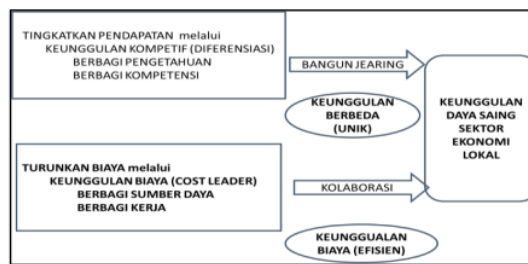 TINGKATKAN PENDAPATAN melalui
KEUNGGULAN KOMPETIF (DIFERENSIASI)
BERBAGI PENGETAHUAN
BERBAGI KOMPETENSI
BANGUN JEARING
KEUNGGULAN
BERBEDA
(UNIK)
KEUNGGULAN
DAYA SAING
SEKTOR
EKONOMI
LOKAL
TURUNKAN BIAYA melalui
KEUNGGULAN BIAYA (COST LEADER)
BERBAGI SUMBER DAYA
BERBAGI KERJA
KOLABORASI
KEUNGGUALAN
BIAYA (EFISIEN)